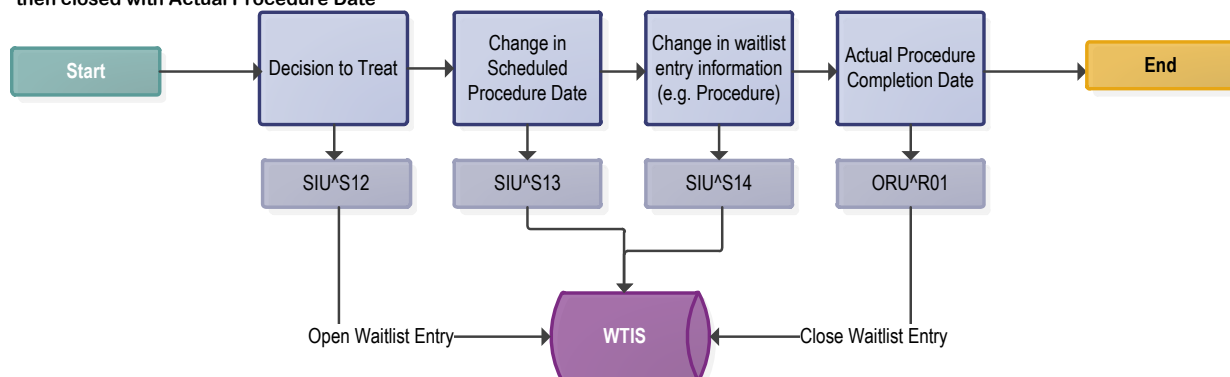 then closed with Actual Procedure Date
Start
Decision to Treat
Change in
Scheduled
Procedure Date
Change in waitlist
entry information
(e.g. Procedure)
Actual Procedure
Completion Date
End
SIU^S12
SIU^S13
SIU^S14
ORU^R01
Open Waitlist Entry
WTIS
Close Waitlist Entry